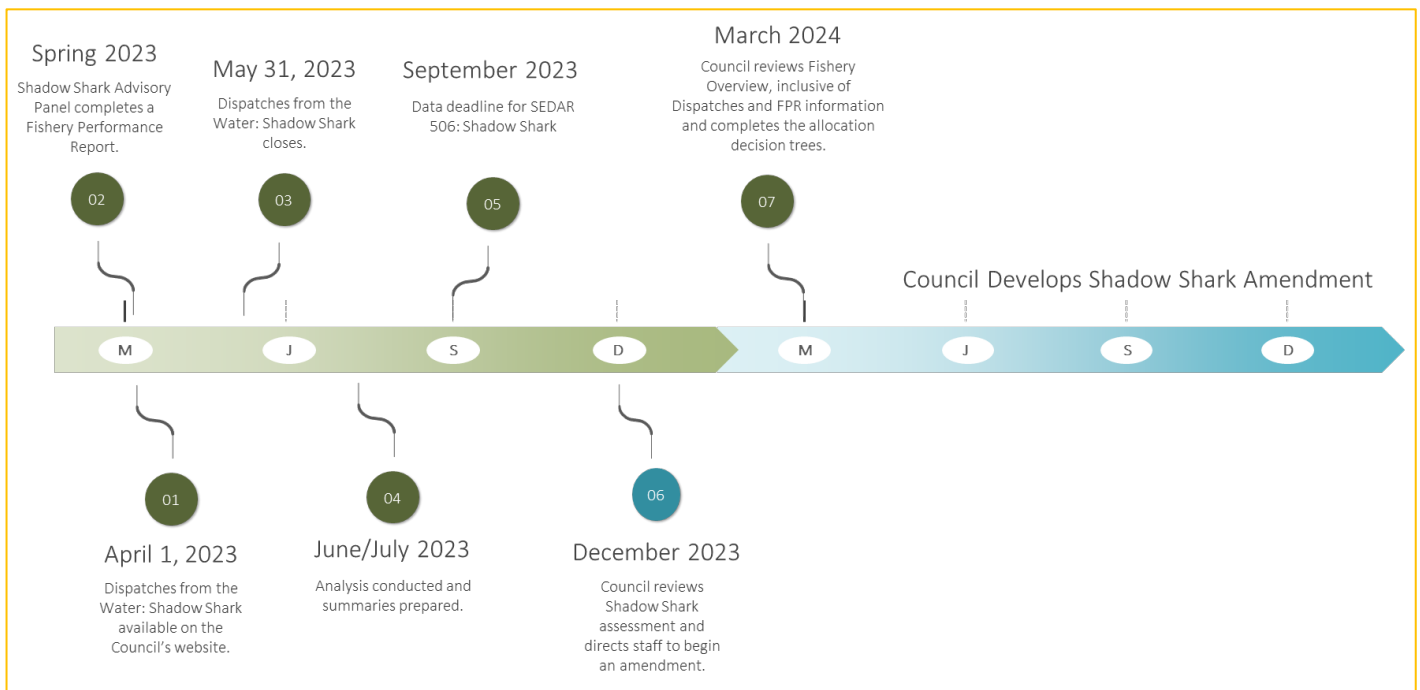 Spring 2023
Shadow Shark Advisory
Panel completes a
Fishery Performance
Report.
02
May 31, 2023
Dispatches from the
Water: Shadow Shark
closes.
03
September 2023
Data deadline for SEDAR
506: Shadow Shark
05
March 2024
Council reviews Fishery
Overview, inclusive of
Dispatches and FPR information
and completes the allocation
decision trees.
07
Council Develops Shadow Shark Amendment
M J S D M J S D
01
April 1, 2023
Dispatches from the
Water: Shadow Shark
available on the
Council's website.
04
June/July 2023
Analysis conducted and
summaries prepared.
06
December 2023
Council reviews
Shadow Shark
assessment and
directs staff to begin
an amendment.